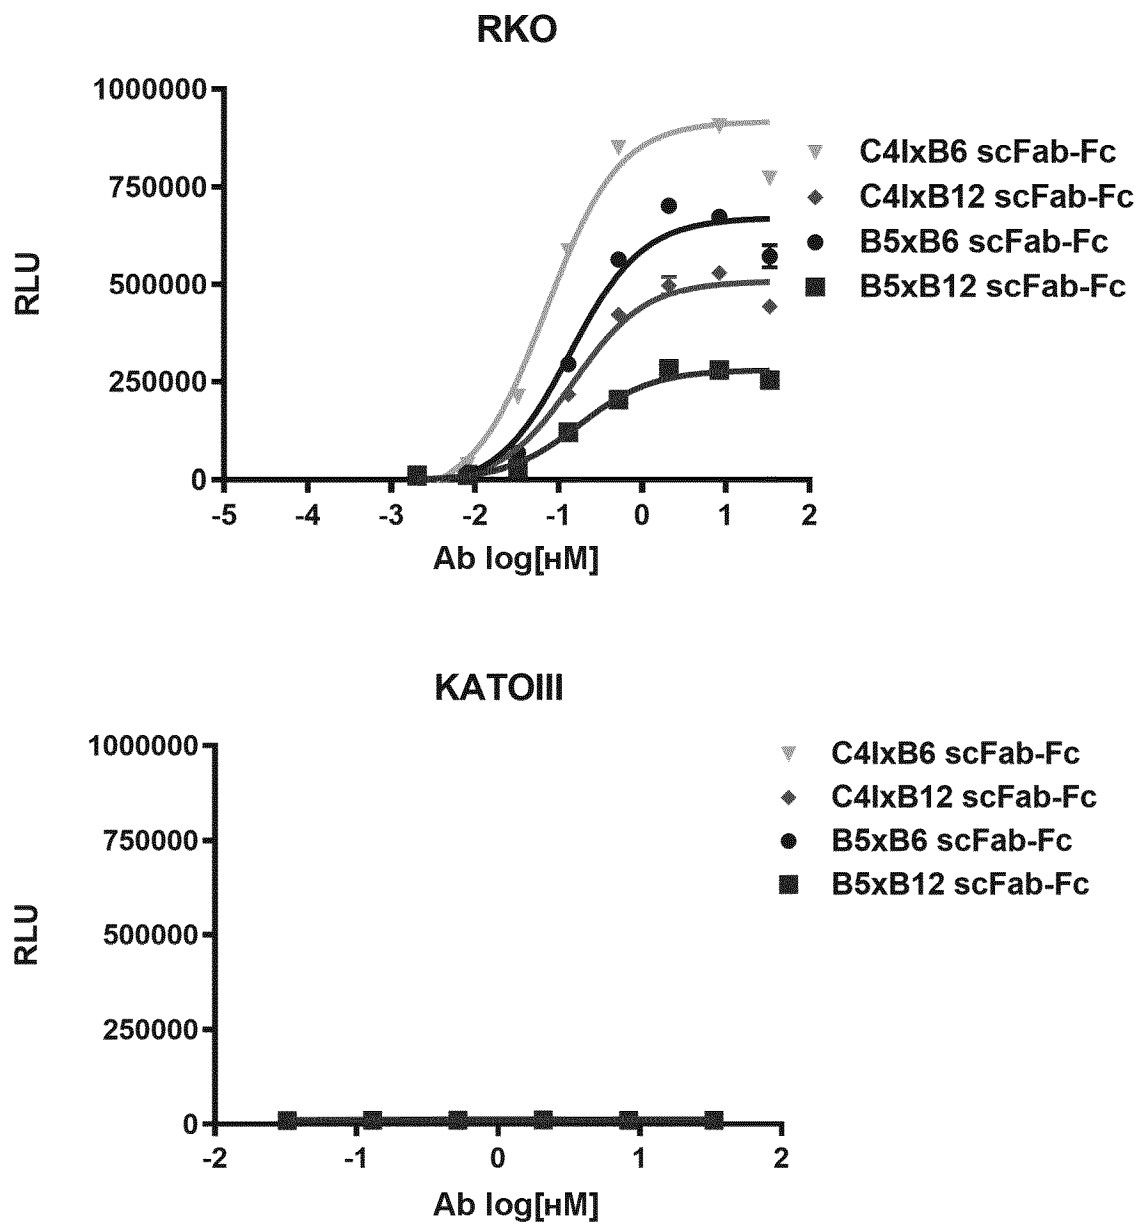 RKO
1000000
750000
500000
250000
0
RLU
-5 -4 -3 -2 -1 0 1 2
Ab log[нM]
C4IxB6 scFab-Fc
C4IxB12 scFab-Fc
B5xB6 scFab-Fc
B5xB12 scFab-Fc
KATOIII
1000000
750000
500000
250000
0
RLU
-2 -1 0 1 2
Ab log[нM]
C4IxB6 scFab-Fc
C4IxB12 scFab-Fc
B5xB6 scFab-Fc
B5xB12 scFab-Fc